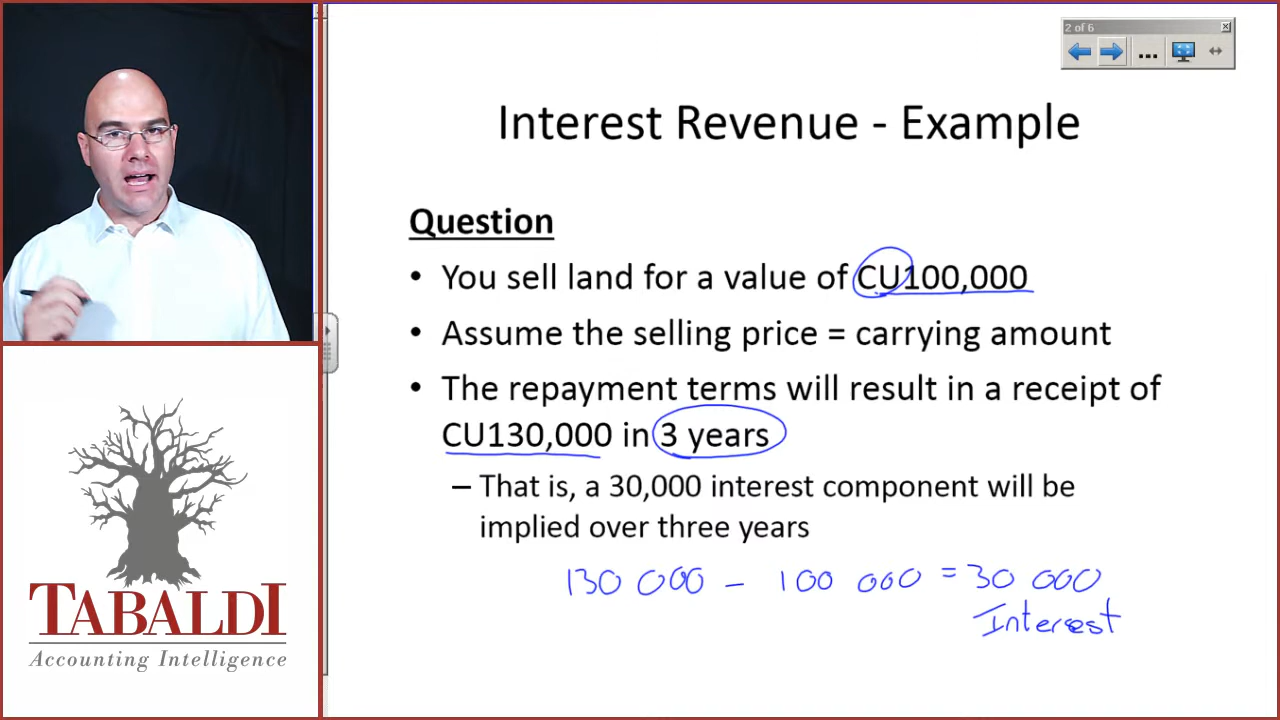 2 of 6
Interest Revenue - Example
Question
• You sell land for a value of CU100,000
• Assume the selling price = carrying amount
• The repayment terms will result in a receipt of
CU130,000 in 3 years
– That is, a 30,000 interest component will be
implied over three years
130 000 - 100 000 = 30 000
Interest
TABALDI
Accounting Intelligence